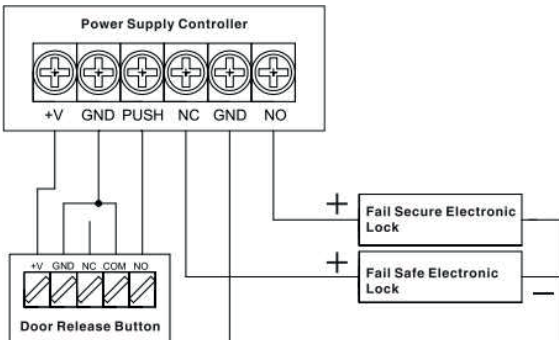 Power Supply Controller
+V GND PUSH NC GND NO
+ Fail Secure Electronic –
Lock
+ Fail Safe Electronic –
Lock
+V GND NC COM NO
Door Release Button